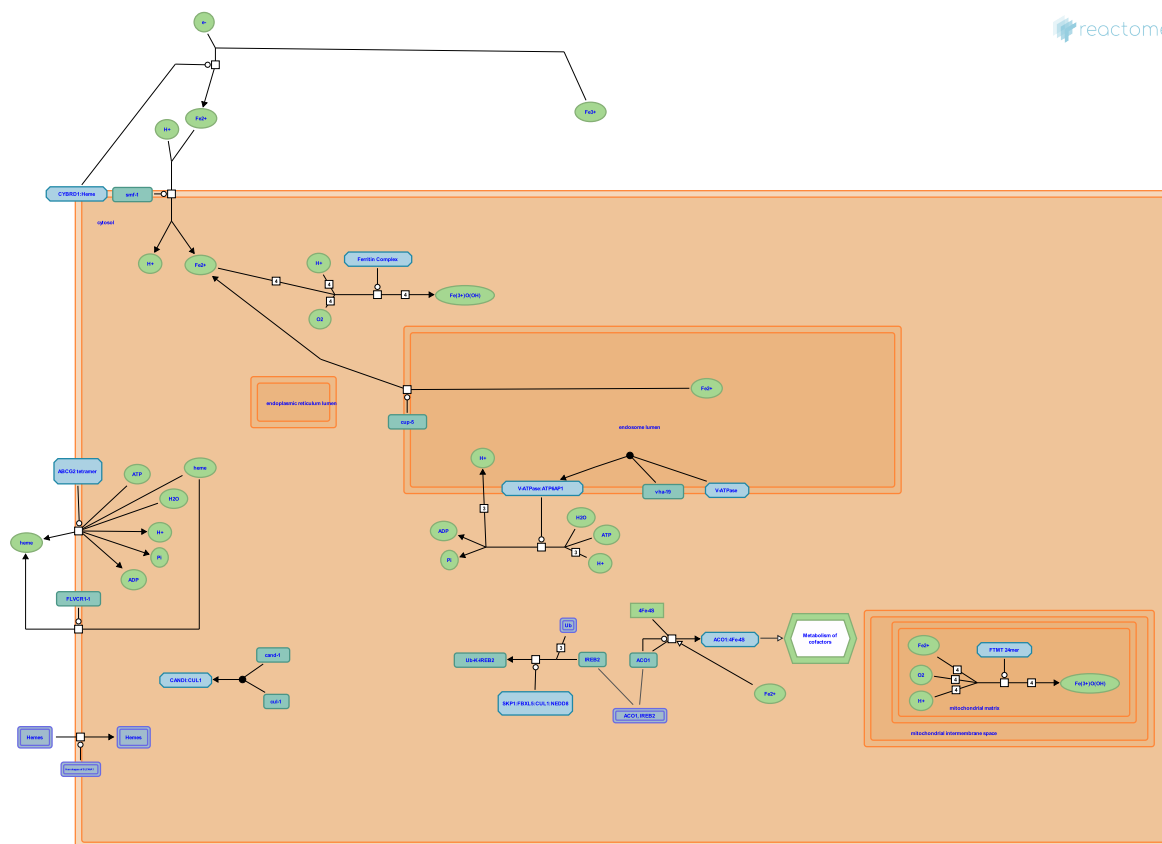 e-
reactome
Fe3+
Fe2+
H+
CYBRD1:Heme
smf-1
cytosol
H+
Fe2+
H+
Ferritin Complex
4
4
4
4
Fe(3+)O(OH)
O2
endoplasmic reticulum lumen
Fe2+
cup-5
endosome lumen
ABCG2 tetramer
ATP
heme
H2O
H+
heme
Pi
ADP
FLVCR1-1
H+
V-ATPase:ATP6AP1
vha-19
V-ATPase
3
ADP
H2O
ATP
Pi
3
H+
4Fe-4S
Ub
3
Ub-K-IREB2
IREB2
ACO1
ACO1:4Fe-4S
Metabolism of
cofactors
SKP1:FBXL5:CUL1:NEDD8
ACO1, IREB2
Fe2+
cand-1
CAND1:CUL1
cul-1
Hemes
Hemes
Fe2+
FTMT 24mer
O2
4
4
4
4
Fe(3+)O(OH)
H+
mitochondrial matrix
mitochondrial intermembrane space